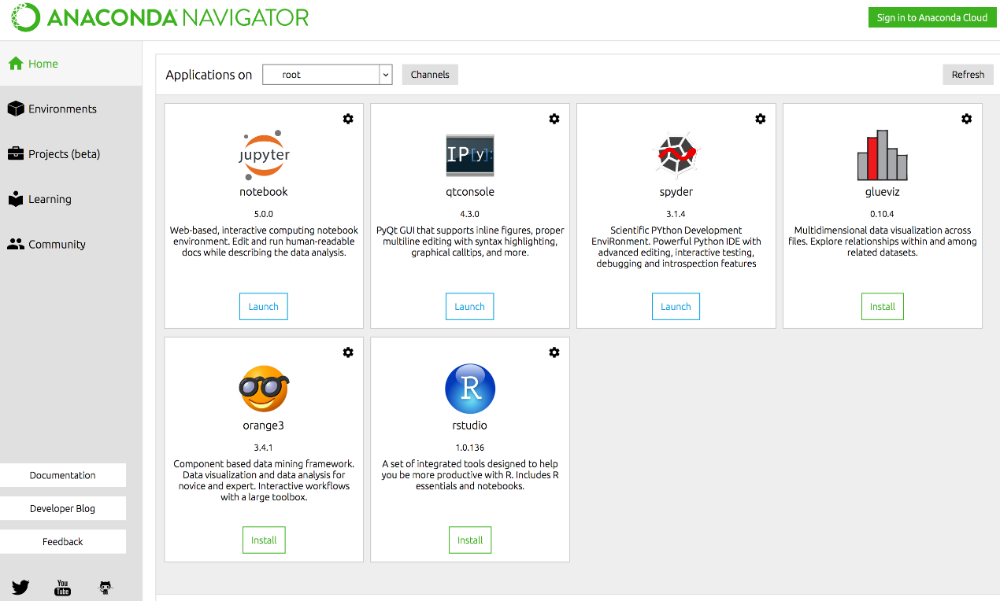 ANACONDA NAVIGATOR
Sign in to Anaconda Cloud
Home
Environments
Projects (beta)
Learning
Community
Documentation
Developer Blog
Feedback
You
Tube
Applications on
root
Channels
Refresh
jupyter
notebook
5.0.0
Web-based, interactive computing notebook
environment. Edit and run human-readable
docs while describing the data analysis.
Launch
IP[y]:
qtconsole
4.3.0
PyQt GUI that supports inline figures, proper
multiline editing with syntax highlighting,
graphical calltips, and more.
Launch
spyder
3.1.4
Scientific PYthon Development
EnviRonment. Powerful Python IDE with
advanced editing, interactive testing,
debugging and introspection features
Launch
glueviz
0.10.4
Multidimensional data visualization across
files. Explore relationships within and among
related datasets.
Install
orange3
3.4.1
Component based data mining framework.
Data visualization and data analysis for
novice and expert. Interactive workflows
with a large toolbox.
Install
R
rstudio
1.0.136
A set of integrated tools designed to help
you be more productive with R. Includes R
essentials and notebooks.
Install